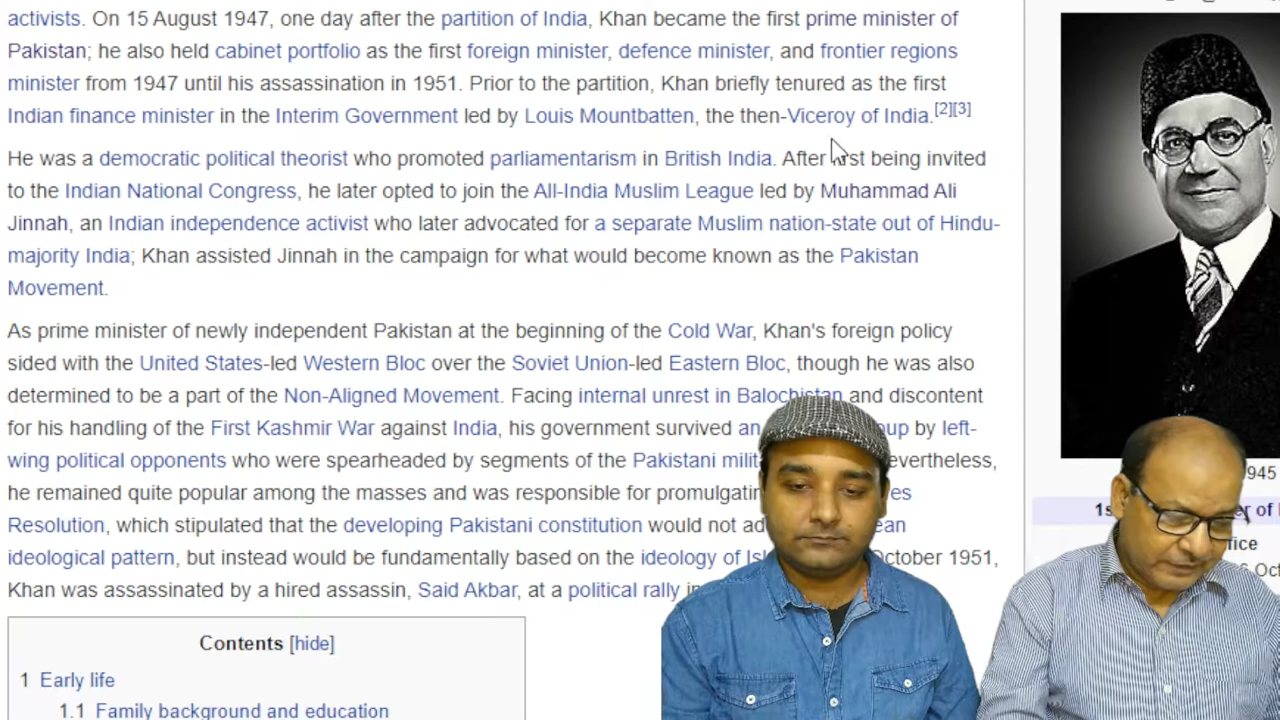 activists. On 15 August 1947, one day after the partition of India, Khan became the first prime minister of
Pakistan; he also held cabinet portfolio as the first foreign minister, defence minister, and frontier regions
minister from 1947 until his assassination in 1951. Prior to the partition, Khan briefly tenured as the first
Indian finance minister in the Interim Government led by Louis Mountbatten, the then-Viceroy of India.[2][3]
He was a democratic political theorist who promoted parliamentarism in British India. After first being invited
to the Indian National Congress, he later opted to join the All-India Muslim League led by Muhammad Ali
Jinnah, an Indian independence activist who later advocated for a separate Muslim nation-state out of Hindu-
majority India; Khan assisted Jinnah in the campaign for what would become known as the Pakistan
Movement.
As prime minister of newly independent Pakistan at the beginning of the Cold War, Khan's foreign policy
sided with the United States-led Western Bloc over the Soviet Union-led Eastern Bloc, though he was also
determined to be a part of the Non-Aligned Movement. Facing internal unrest in Balochistan and discontent
for his handling of the First Kashmir War against India, his government survived an by left-
wing political opponents who were spearheaded by segments of the Pakistani
he remained quite popular among the masses and was responsible for
Resolution, which stipulated that the developing Pakistani constitution would not
ideological pattern, but instead would be fundamentally based on the ideology of October 1951,
Khan was assassinated by a hired assassin, Said Akbar, at a political rally
Contents [hide]
1 Early life
1.1 Family background and education
945
of